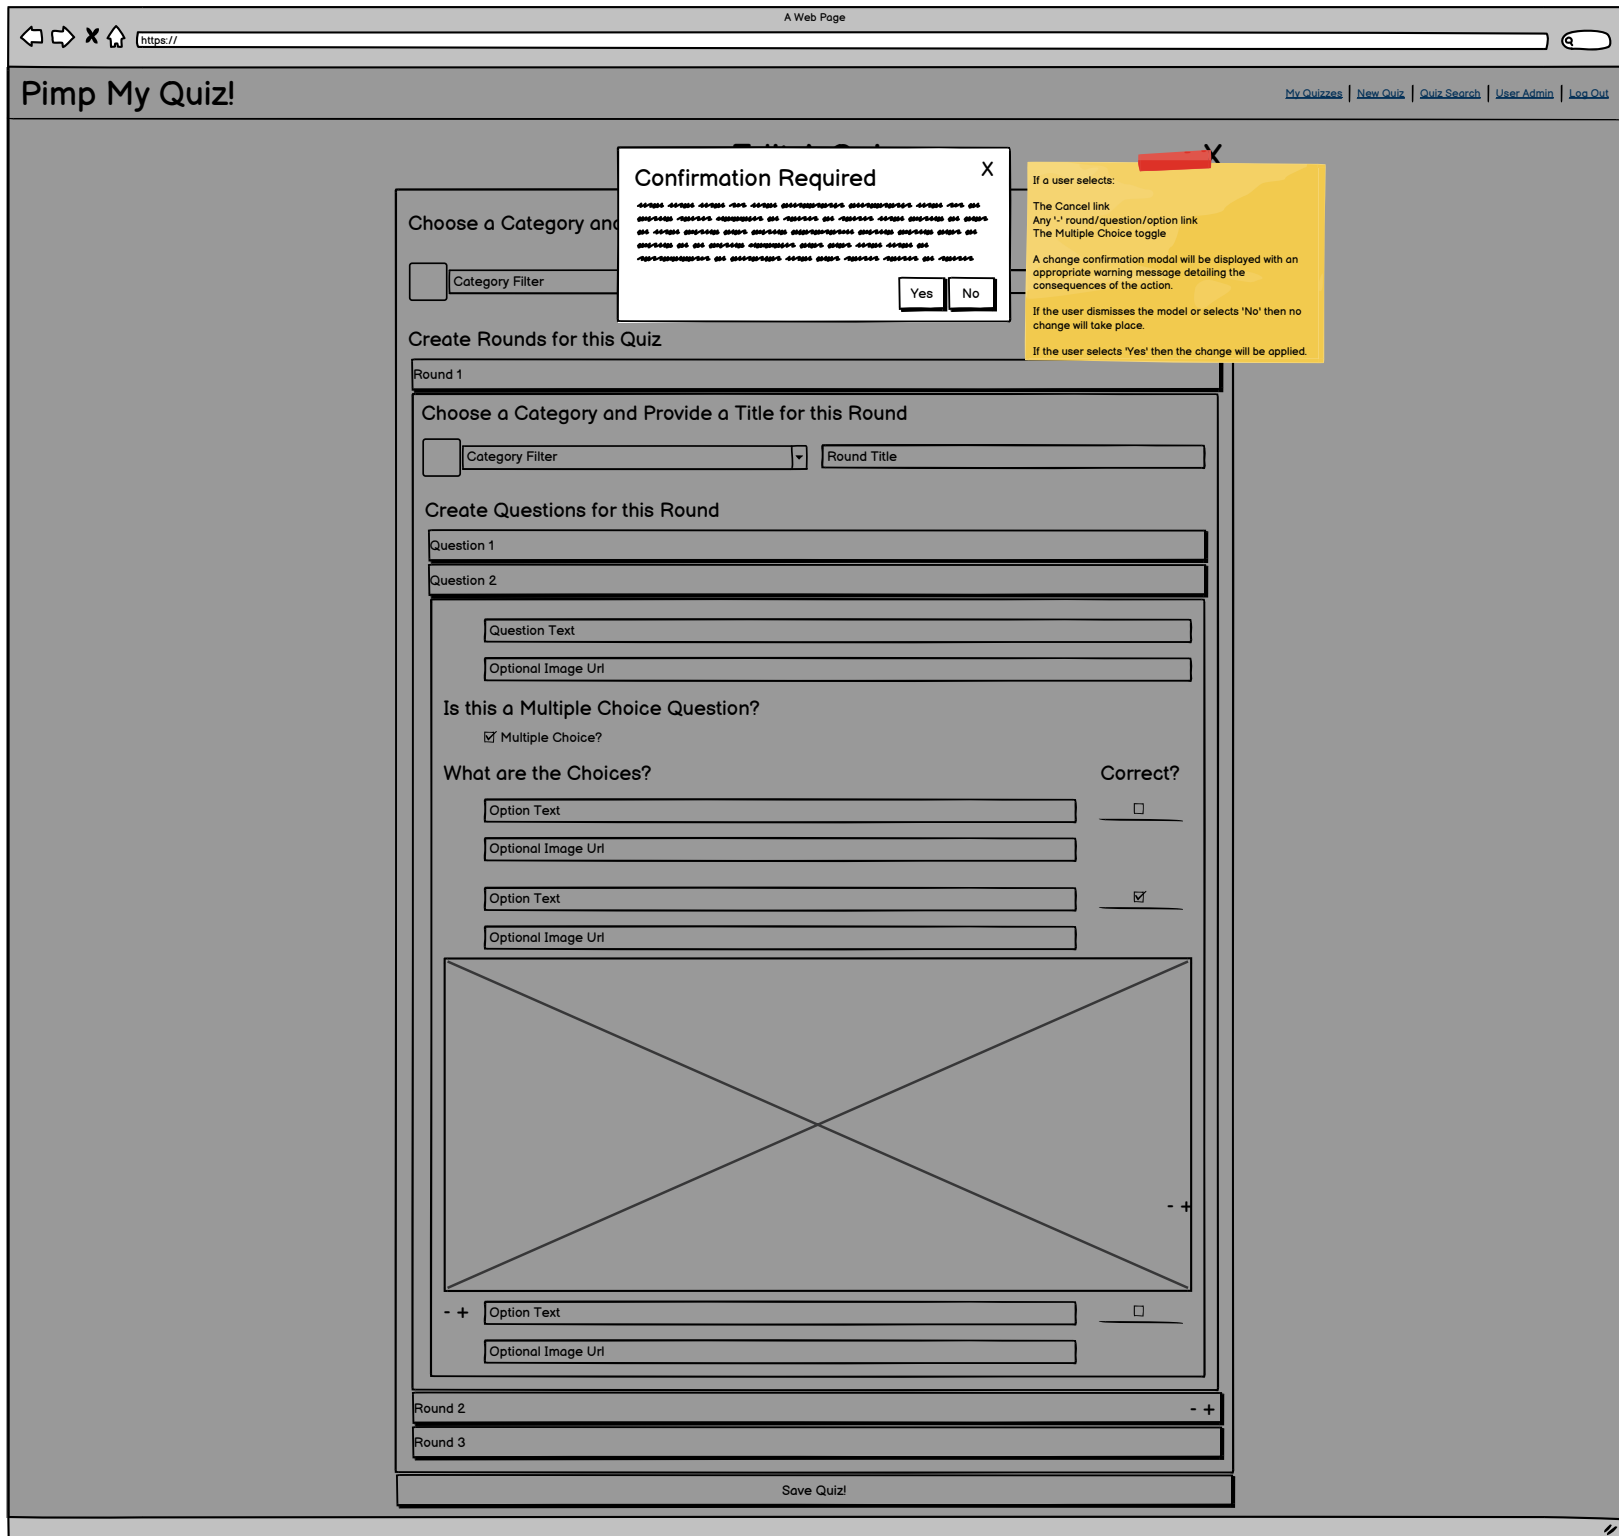 A Web Page
https://
Pimp My Quiz!
My Quizzes | New Quiz | Quiz Search | User Admin | Log Out
X
Confirmation Required
X
Yes
No
If a user selects:
The Cancel link
Any '-' round/question/option link
The Multiple Choice toggle
A change confirmation modal will be displayed with an
appropriate warning message detailing the
consequences of the action.
If the user dismisses the model or selects 'No' then no
change will take place.
If the user selects 'Yes' then the change will be applied.
Choose a Category and
Category Filter
Create Rounds for this Quiz
Round 1
Choose a Category and Provide a Title for this Round
Category Filter
Round Title
Create Questions for this Round
Question 1
Question 2
Question Text
Optional Image Url
Is this a Multiple Choice Question?
Multiple Choice?
What are the Choices?
Correct?
Option Text
Optional Image Url
Option Text
Optional Image Url
- +
- +
Option Text
Optional Image Url
Round 2
- +
Round 3
Save Quiz!